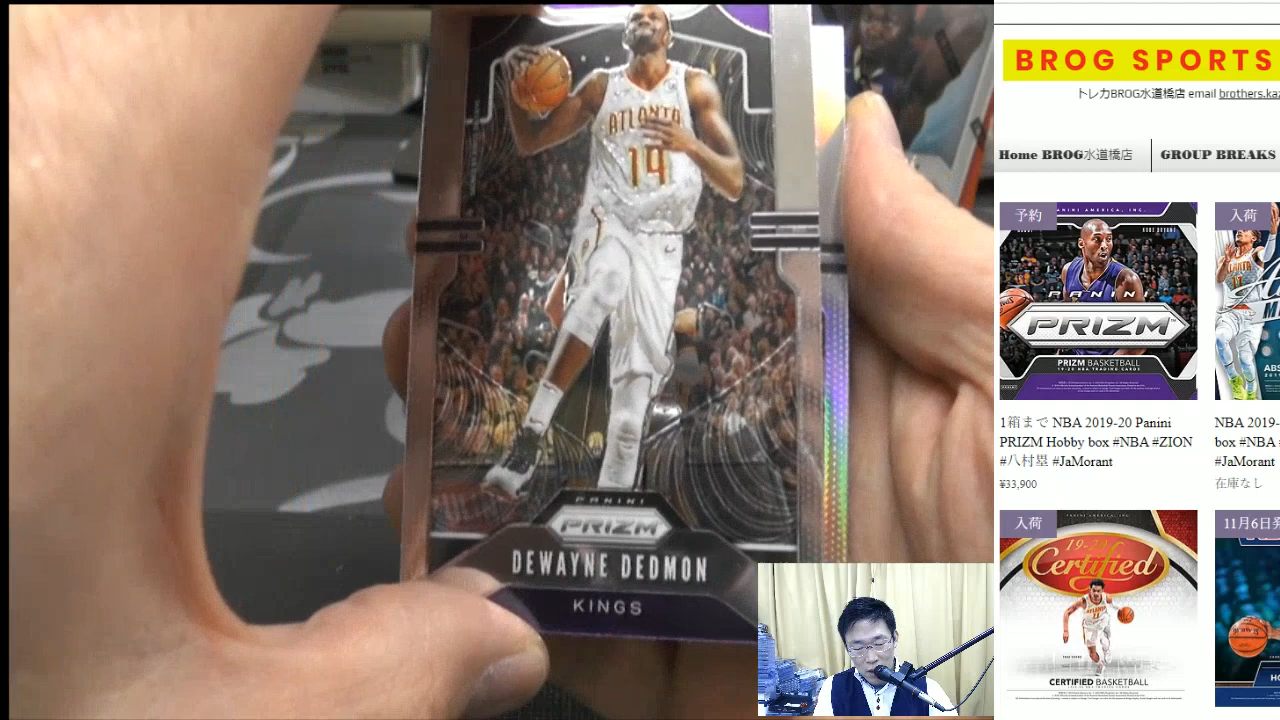 ATLANTA
14
PANINI
PRIZM
DEWAYNE DEDMON
KINGS
BROG SPORTS
トレカBROG水道橋店 email brothers.kaz
Home BROG水道橋店
GROUP BREAKS
予約
PANINI AMERICA, INC.
KOBE BRYANT
PANINI
PRIZM
PRIZM BASKETBALL
19-20 NBA TRADING CARDS
入荷
1箱まで NBA 2019-20 Panini
PRIZM Hobby box #NBA #ZION
#八村塁 #JaMorant
¥33,900
NBA 2019
box #NBA
#JaMorant
在庫なし
入荷
19-20
Certified
CERTIFIED BASKETBALL
11月6日発